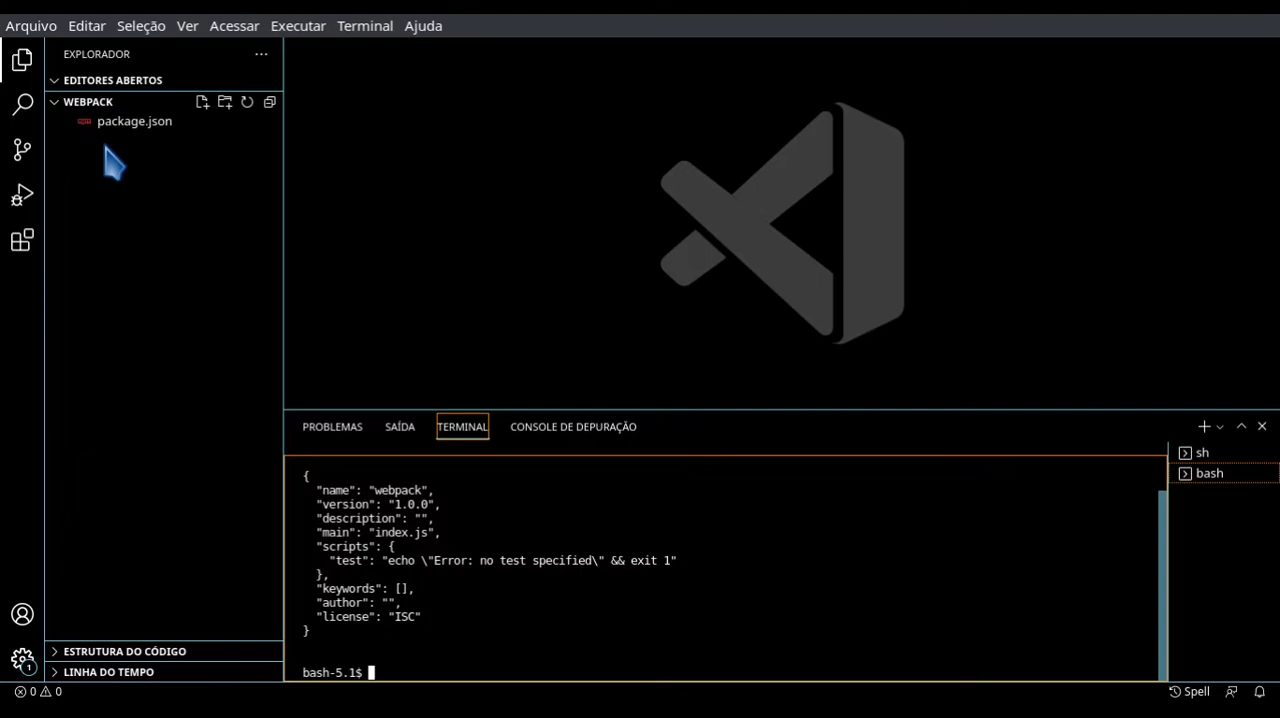 Arquivo Editar Seleção Ver Acessar Executar Terminal Ajuda
EXPLORADOR
EDITORES ABERTOS
WEBPACK
package.json
PROBLEMAS SAÍDA TERMINAL CONSOLE DE DEPURAÇÃO
sh
bash
{
"name": "webpack",
"version": "1.0.0",
"description": "",
"main": "index.js",
"scripts": {
"test": "echo \"Error: no test specified\" && exit 1"
},
"keywords": [],
"author": "",
"license": "ISC"
}
bash-5.1$
ESTRUTURA DO CÓDIGO
LINHA DO TEMPO
1
0 0
Spell